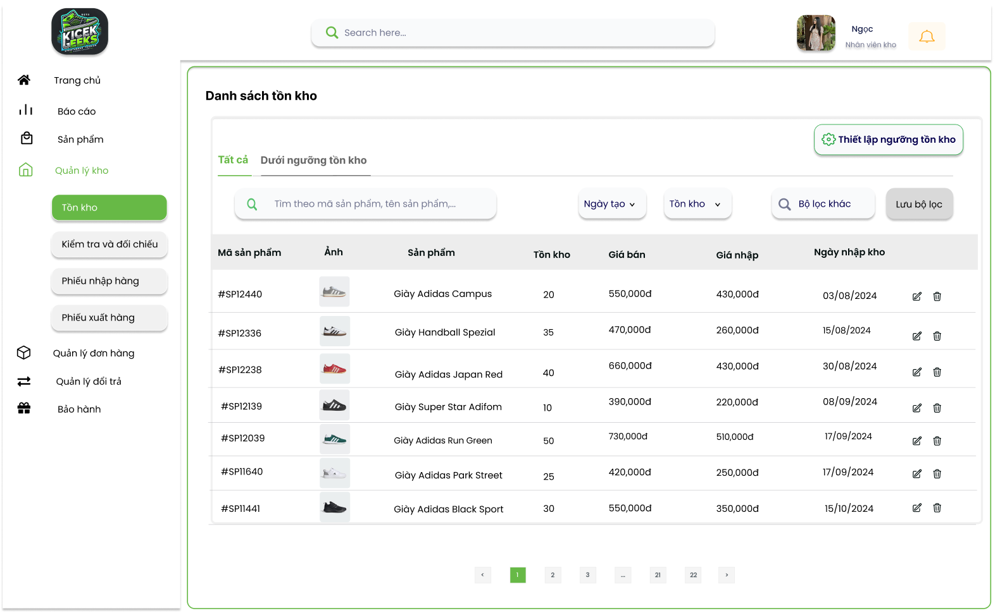 KICEK
GEEKS
Search here...
Ngọc
Nhân viên kho
Trang chủ
Báo cáo
Sản phẩm
Quản lý kho
Tồn kho
Kiểm tra và đối chiếu
Phiếu nhập hàng
Phiếu xuất hàng
Quản lý đơn hàng
Quản lý đổi trả
Bảo hành
Danh sách tồn kho
Thiết lập ngưỡng tồn kho
Tất cả Dưới ngưỡng tồn kho
Tìm theo mã sản phẩm, tên sản phẩm,... Ngày tạo Tồn kho Bộ lọc khác Lưu bộ lọc
Mã sản phẩm Ảnh Sản phẩm Tồn kho Giá bán Giá nhập Ngày nhập kho
#SP12440 Giày Adidas Campus 20 550,000đ 430,000đ 03/08/2024
#SP12336 Giày Handball Spezial 35 470,000đ 260,000đ 15/08/2024
#SP12238 Giày Adidas Japan Red 40 660,000đ 430,000đ 30/08/2024
#SP12139 Giày Super Star Adifom 10 390,000đ 220,000đ 08/09/2024
#SP12039 Giày Adidas Run Green 50 730,000đ 510,000đ 17/09/2024
#SP11640 Giày Adidas Park Street 25 420,000đ 250,000đ 17/09/2024
#SP11441 Giày Adidas Black Sport 30 550,000đ 350,000đ 15/10/2024
< 1 2 3 ... 21 22 >